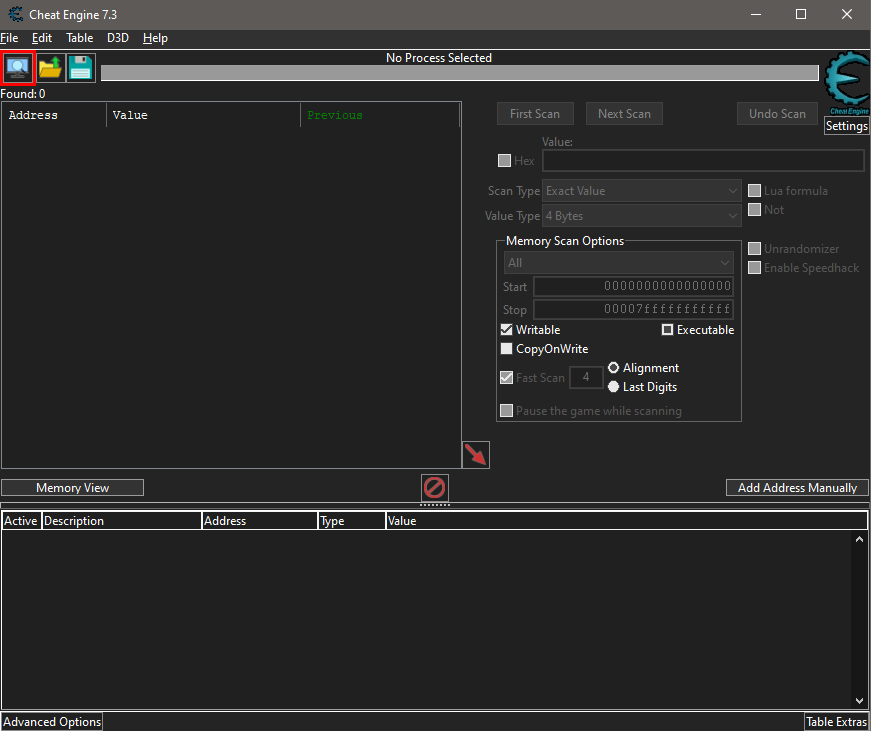 Cheat Engine 7.3
File Edit Table D3D Help
No Process Selected
Found: 0
Cheat Engine
Settings
Address Value Previous
First Scan Next Scan Undo Scan
Value:
Hex
Scan Type Exact Value
Lua formula
Value Type 4 Bytes
Not
Memory Scan Options
All
Unrandomizer
Enable Speedhack
Start 0000000000000000
Stop 00007fffffffffff
Writable Executable
CopyOnWrite
Fast Scan 4
Alignment
Last Digits
Pause the game while scanning
Memory View
Add Address Manually
Active Description Address Type Value
Advanced Options
Table Extras